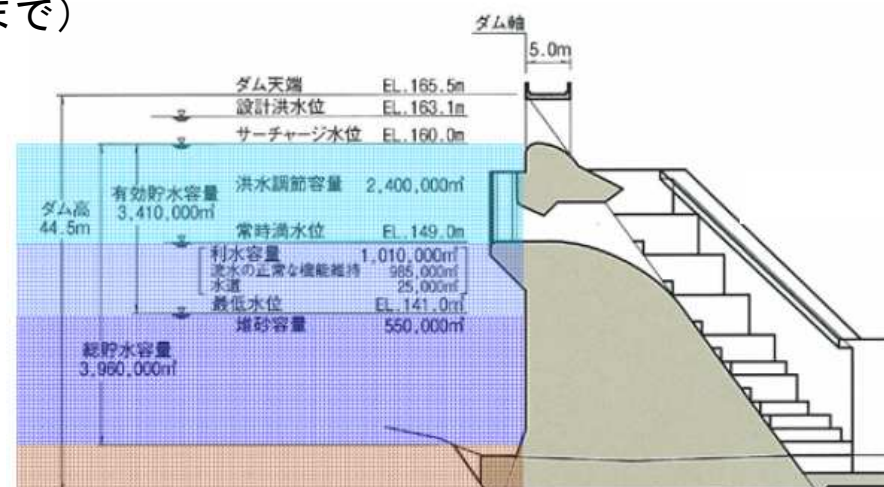 まで）
ダム軸
5.0m
ダム天端 EL.165.5m
設計洪水位 EL.163.1m
サーチャージ水位 EL.160.0m
洪水調節容量 2,400,000㎥
有効貯水容量
3,410,000㎥
ダム高
44.5m
常時満水位 EL.149.0m
利水容量 1,010,000㎥
流水の正常な機能維持 985,000㎥
水道 25,000㎥
最低水位 EL.141.0m
堆砂容量 550,000㎥
総貯水容量
3,960,000㎥